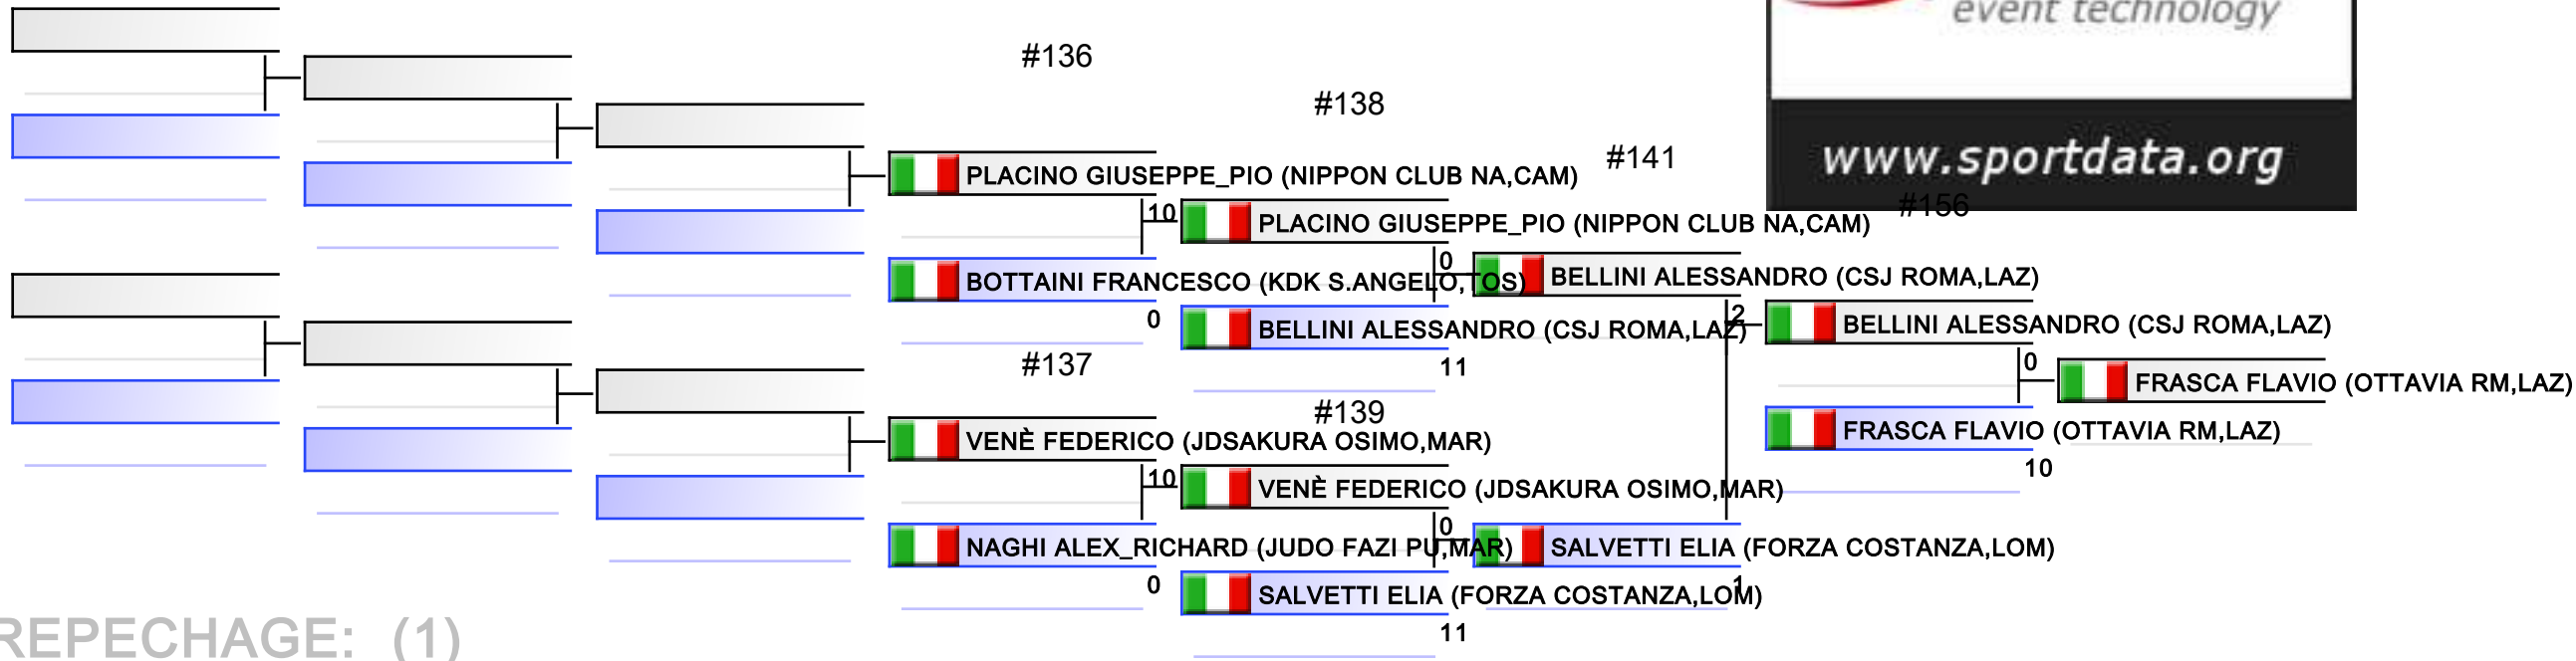 event technology
#136
#138
#141
www.sportdata.org
#156
PLACINO GIUSEPPE_PIO (NIPPON CLUB NA,CAM)
10
PLACINO GIUSEPPE_PIO (NIPPON CLUB NA,CAM)
0
BOTTAINI FRANCESCO (KDK S.ANGELO,TOS)
BELLINI ALESSANDRO (CSJ ROMA,LAZ)
0
BELLINI ALESSANDRO (CSJ ROMA,LAZ)
2
BELLINI ALESSANDRO (CSJ ROMA,LAZ)
11
0
FRASCA FLAVIO (OTTAVIA RM,LAZ)
#137
#139
VENÈ FEDERICO (JDSAKURA OSIMO,MAR)
FRASCA FLAVIO (OTTAVIA RM,LAZ)
10
10
VENÈ FEDERICO (JDSAKURA OSIMO,MAR)
0
NAGHI ALEX_RICHARD (JUDO FAZI PU,MAR)
SALVETTI ELIA (FORZA COSTANZA,LOM)
0
SALVETTI ELIA (FORZA COSTANZA,LOM)
1
11
REPECHAGE: (1)